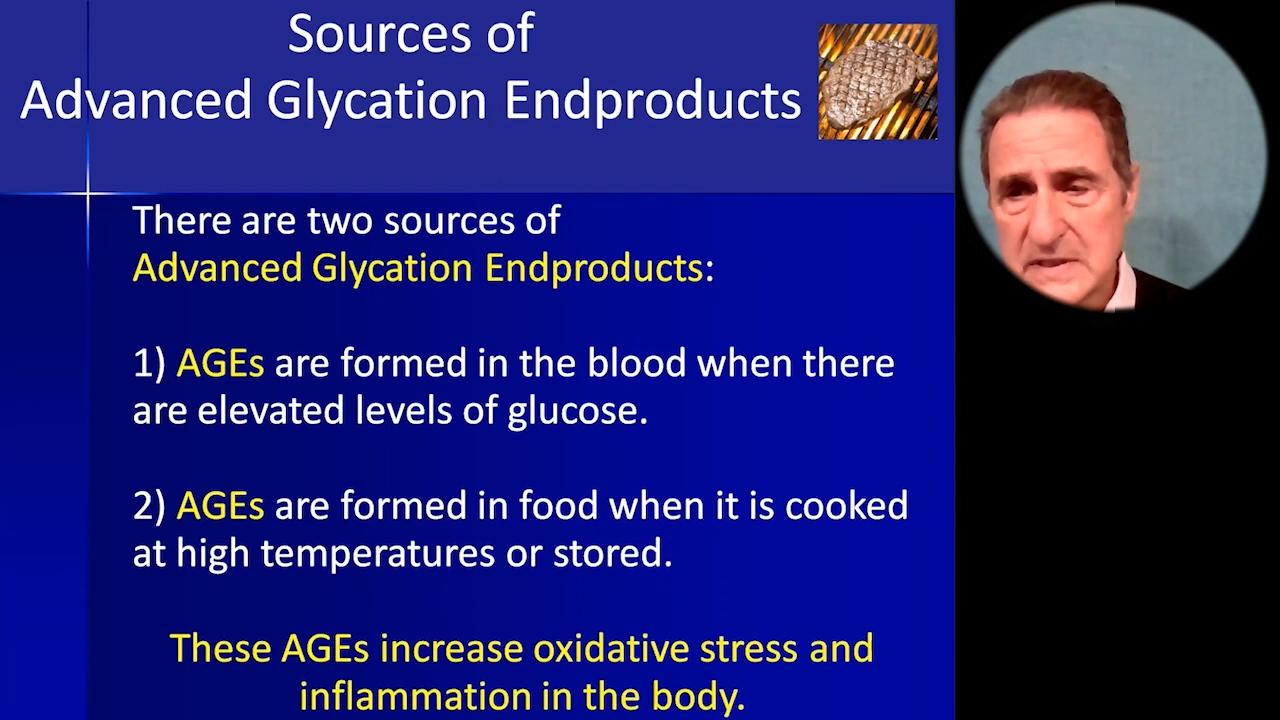 Sources of
Advanced Glycation Endproducts
There are two sources of
Advanced Glycation Endproducts:
1) AGEs are formed in the blood when there
are elevated levels of glucose.
2) AGEs are formed in food when it is cooked
at high temperatures or stored.
These AGEs increase oxidative stress and
inflammation in the body.